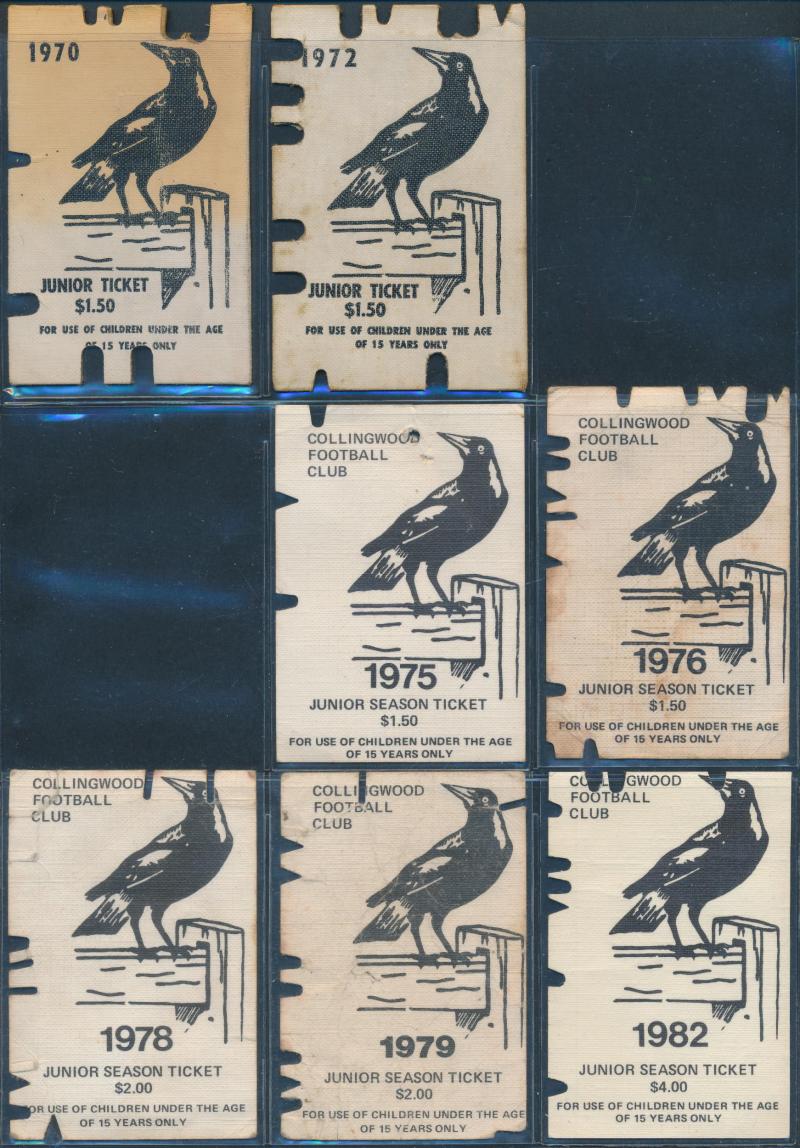 1970
JUNIOR TICKET
$1.50
FOR USE OF CHILDREN UNDER THE AGE
OF 15 YEARS ONLY
1972
JUNIOR TICKET
$1.50
FOR USE OF CHILDREN UNDER THE AGE
OF 15 YEARS ONLY
COLLINGWOOD
FOOTBALL
CLUB
1975
JUNIOR SEASON TICKET
$1.50
FOR USE OF CHILDREN UNDER THE AGE
OF 15 YEARS ONLY
COLLINGWOOD
FOOTBALL
CLUB
1976
JUNIOR SEASON TICKET
$1.50
FOR USE OF CHILDREN UNDER THE AGE
OF 15 YEARS ONLY
COLLINGWOOD
FOOTBALL
CLUB
1978
JUNIOR SEASON TICKET
$2.00
FOR USE OF CHILDREN UNDER THE AGE
OF 15 YEARS ONLY
COLLINGWOOD
FOOTBALL
CLUB
1979
JUNIOR SEASON TICKET
$2.00
FOR USE OF CHILDREN UNDER THE AGE
OF 15 YEARS ONLY
COLLINGWOOD
FOOTBALL
CLUB
1982
JUNIOR SEASON TICKET
$4.00
FOR USE OF CHILDREN UNDER THE AGE
OF 15 YEARS ONLY